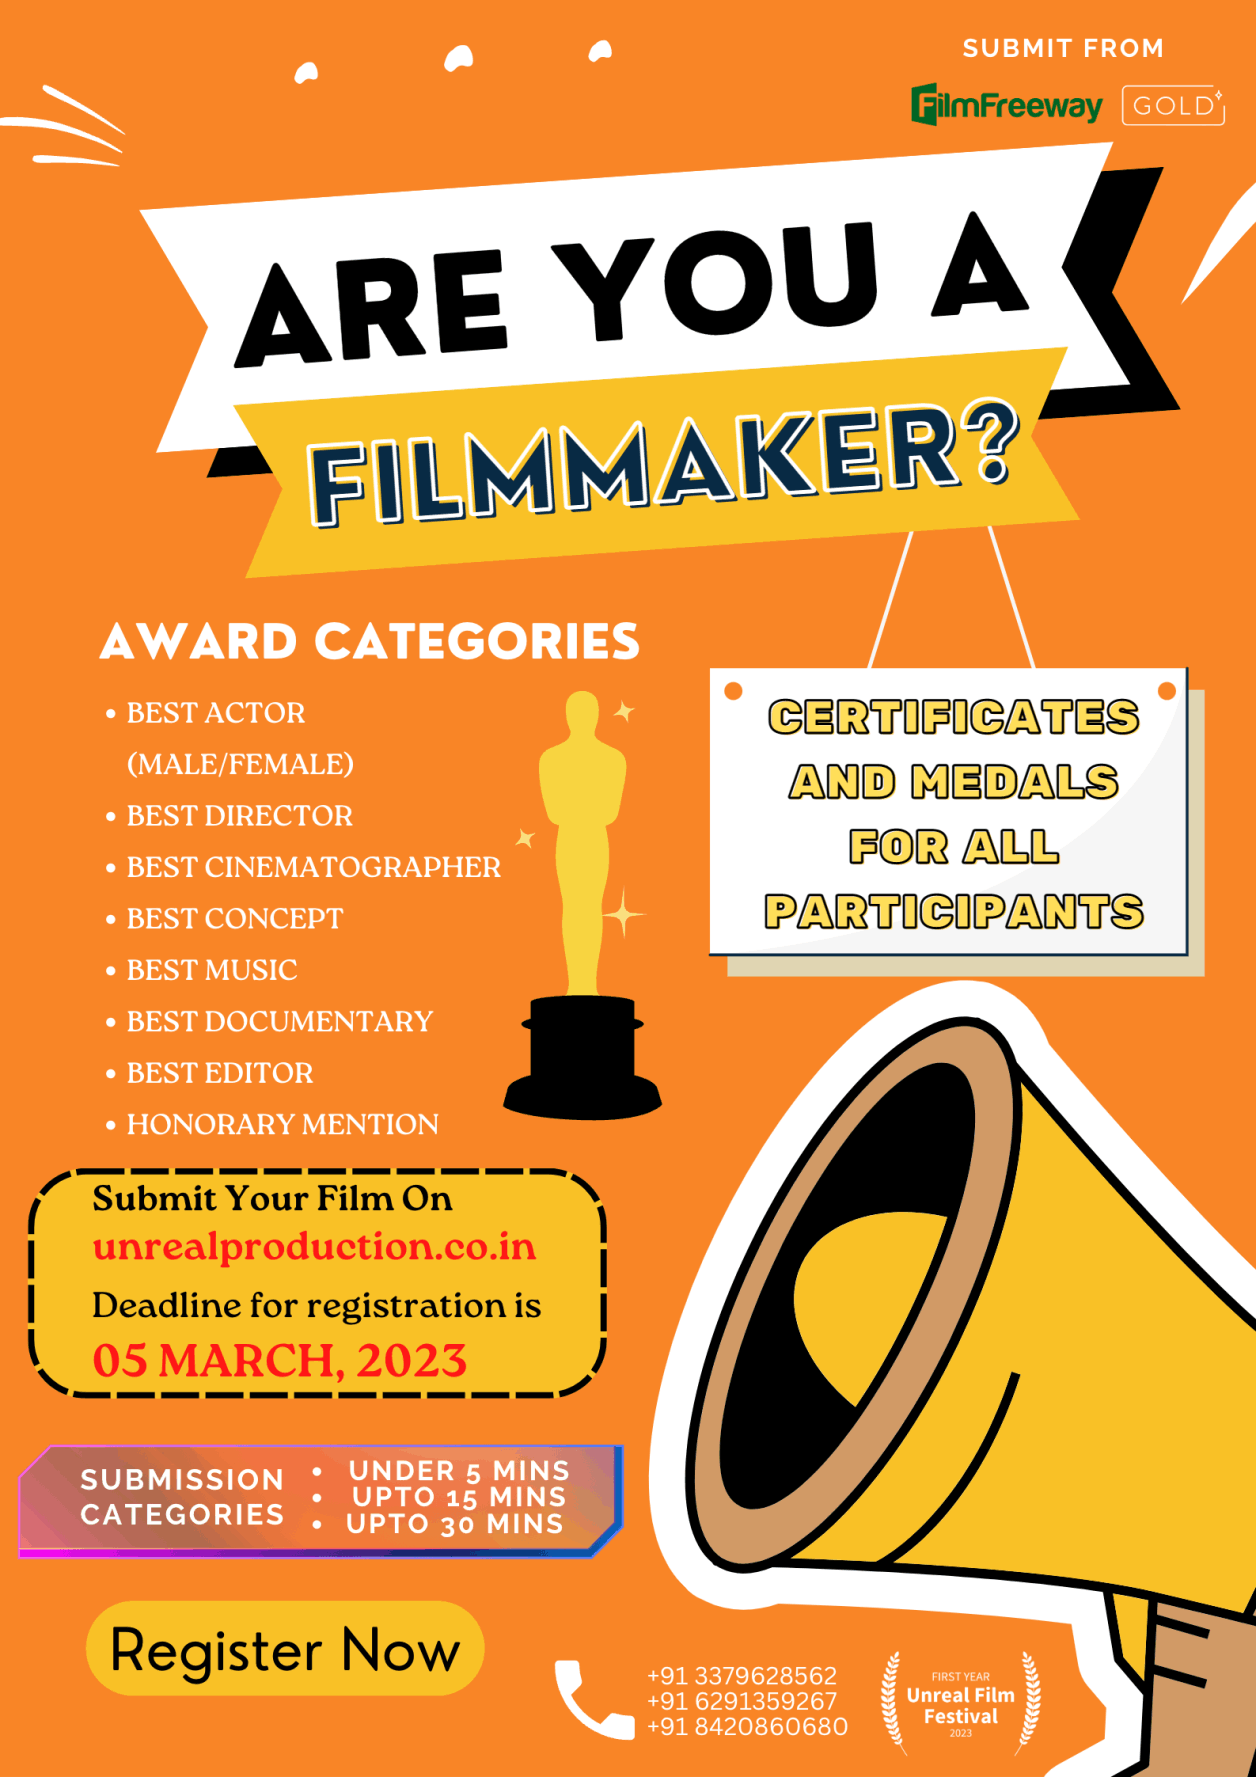 SUBMIT FROM
FilmFreeway GOLD
ARE YOU A
FILMMAKER?
AWARD CATEGORIES
• BEST ACTOR
(MALE/FEMALE)
• BEST DIRECTOR
• BEST CINEMATOGRAPHER
• BEST CONCEPT
• BEST MUSIC
• BEST DOCUMENTARY
• BEST EDITOR
• HONORARY MENTION
CERTIFICATES
AND MEDALS
FOR ALL
PARTICIPANTS
Submit Your Film On
unrealproduction.co.in
Deadline for registration is
05 MARCH, 2023
SUBMISSION
CATEGORIES
• UNDER 5 MINS
• UPTO 15 MINS
• UPTO 30 MINS
Register Now
+91 3379628562
+91 6291359267
+91 8420860680
FIRST YEAR
Unreal Film
Festival
2023